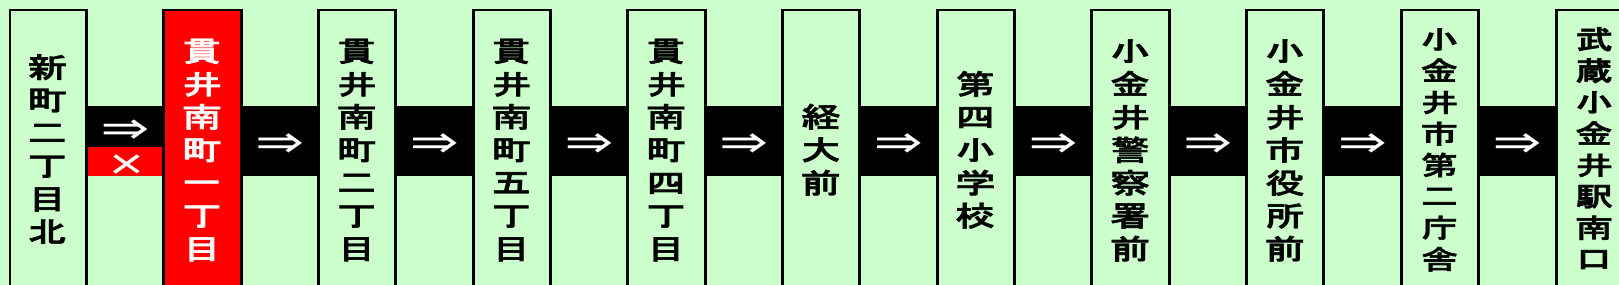 新町二丁目北
⇒
×
貫井南町一丁目
⇒
貫井南町二丁目
⇒
貫井南町五丁目
⇒
貫井南町四丁目
⇒
経大前
⇒
第四小学校
⇒
小金井警察署前
⇒
小金井市役所前
⇒
小金井市第二庁舎
⇒
武蔵小金井駅南口